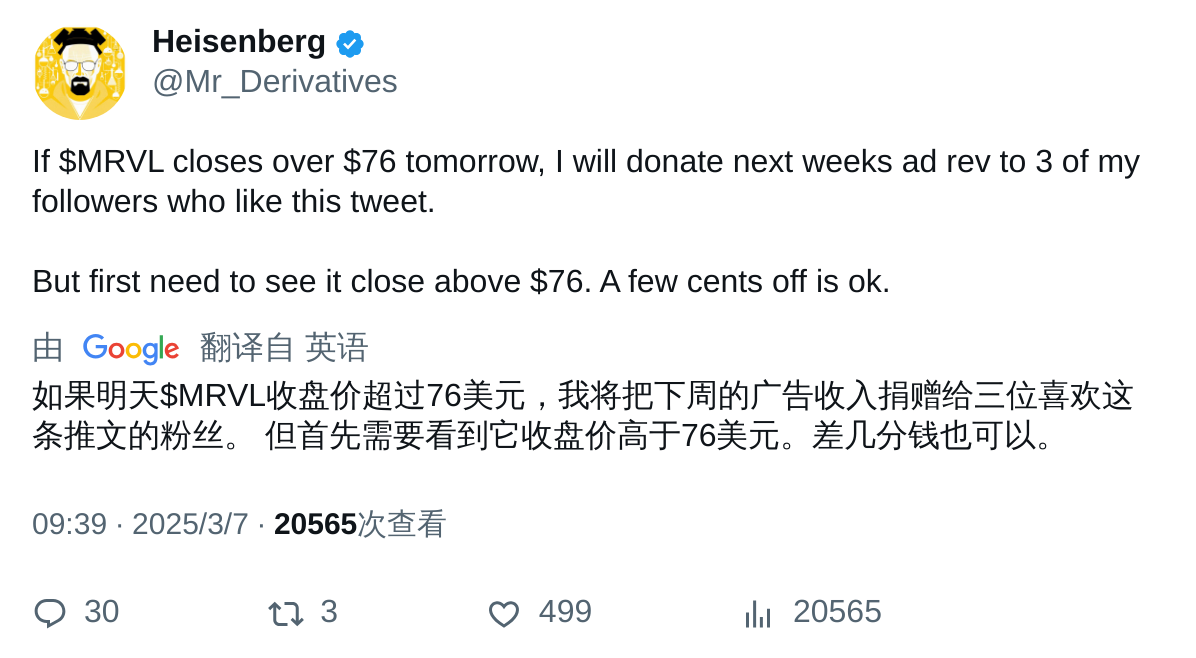 Heisenberg
@Mr_Derivatives
If $MRVL closes over $76 tomorrow, I will donate next weeks ad rev to 3 of my
followers who like this tweet.
But first need to see it close above $76. A few cents off is ok.
由 Google 翻译自 英语
如果明天$MRVL收盘价超过76美元，我将把下周的广告收入捐赠给三位喜欢这
条推文的粉丝。 但首先需要看到它收盘价高于76美元。差几分钱也可以。
09:39 · 2025/3/7 · 20565次查看
30 3 499 20565